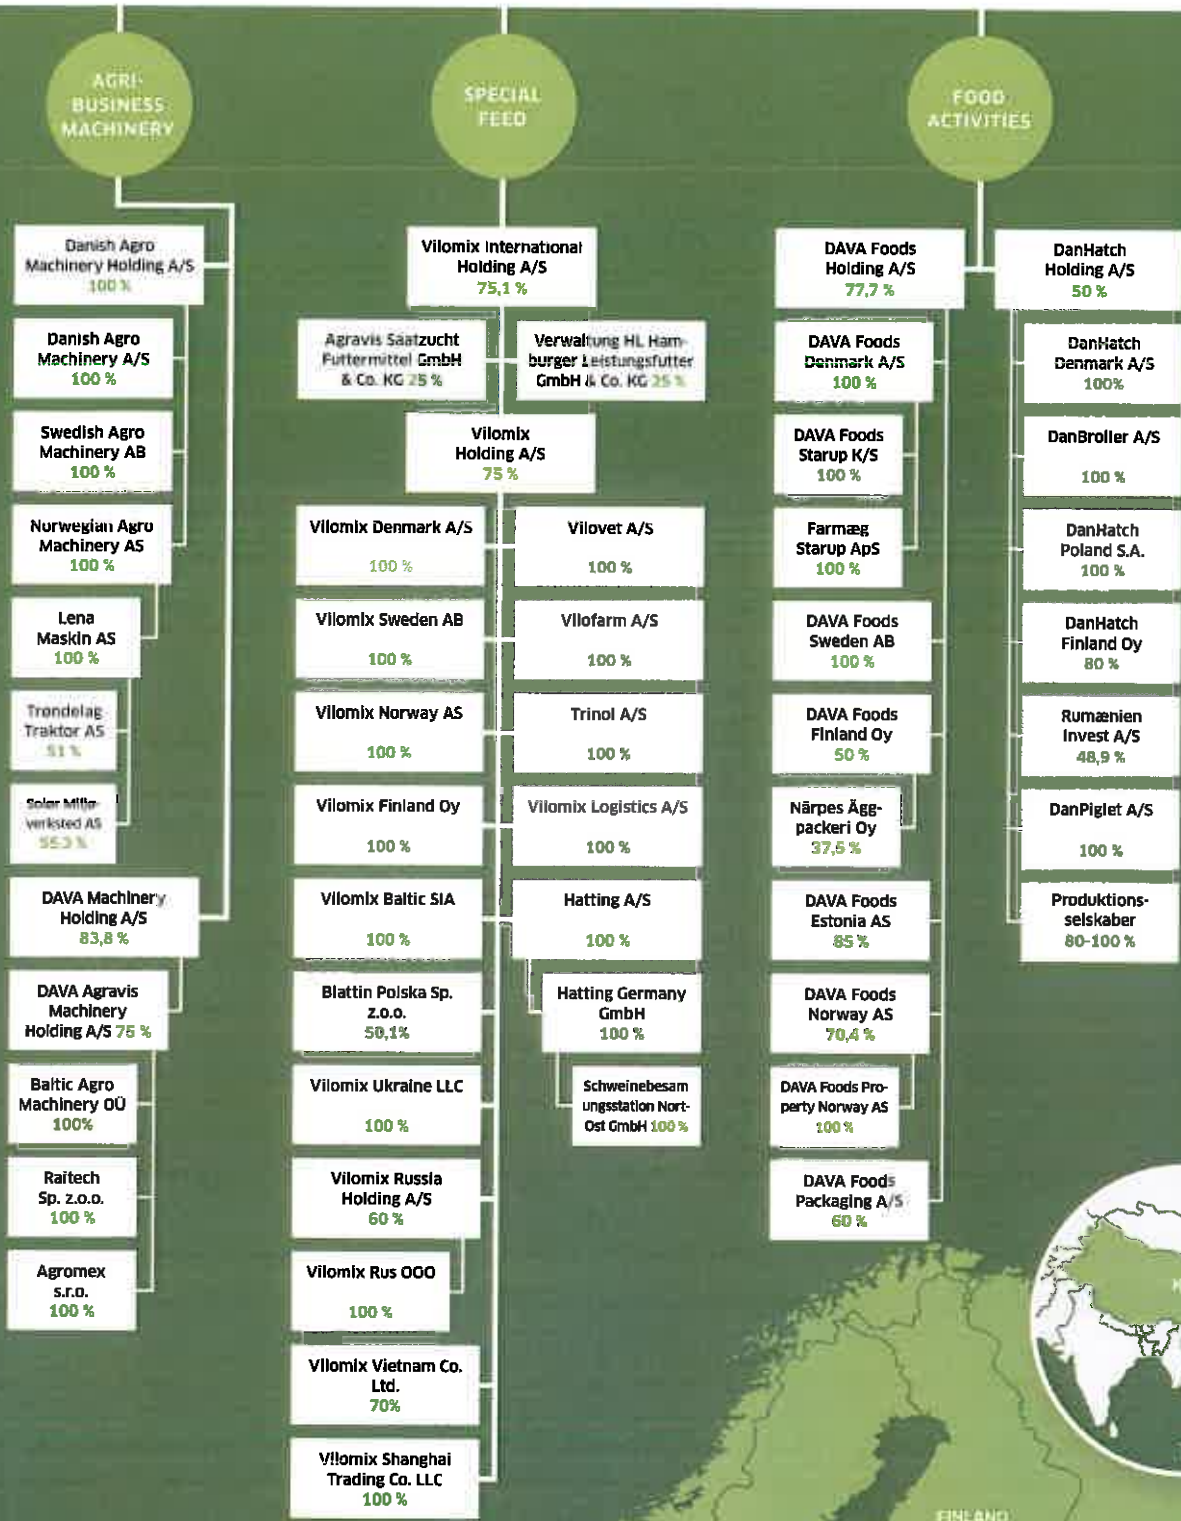 AGRI-
BUSINESS
MACHINERY
Danish Agro
Machinery Holding A/S
100 %
Danish Agro
Machinery A/S
100 %
Swedish Agro
Machinery AB
100 %
Norwegian Agro
Machinery AS
100 %
Lena
Maskin AS
100 %
Trøndelag
Traktor AS
51 %
Solør Miljø-
verksted AS
DAVA Machinery
Holding A/S
83,8 %
DAVA Agravis
Machinery
Holding A/S 75 %
Baltic Agro
Machinery OÜ
100%
Raitech
Sp. z.o.o.
100 %
Agromex
s.r.o.
100 %
SPECIAL
FEED
Vilomix International
Holding A/S
75,1 %
Agravis Saatzucht
Futtermittel GmbH
& Co. KG 25 %
Verwaltung HL Ham-
burger Leistungsfutter
GmbH & Co. KG 25 %
Vilomix
Holding A/S
75 %
Vilomix Denmark A/S
100 %
Vilovet A/S
100 %
Vilomix Sweden AB
100 %
Vilofarm A/S
100 %
Vilomix Norway AS
100 %
Trinol A/S
100 %
Vilomix Finland Oy
100 %
Vilomix Logistics A/S
100 %
Vilomix Baltic SIA
100 %
Hatting A/S
100 %
Blattin Polska Sp.
z.o.o.
50,1%
Hatting Germany
GmbH
100 %
Vilomix Ukraine LLC
100 %
Schweinebesam
ungsstation Nort-
Ost GmbH 100 %
Vilomix Russia
Holding A/S
60 %
Vilomix Rus OOO
100 %
Vilomix Vietnam Co.
Ltd.
70%
Vilomix Shanghai
Trading Co. LLC
100 %
FOOD
ACTIVITIES
DAVA Foods
Holding A/S
77,7 %
DAVA Foods
Denmark A/S
100 %
DAVA Foods
Starup K/S
100 %
Farmæg
Starup ApS
100 %
DAVA Foods
Sweden AB
100 %
DAVA Foods
Finland Oy
50 %
Närpes Ägg-
packeri Oy
37,5 %
DAVA Foods
Estonia AS
85 %
DAVA Foods
Norway AS
70,4 %
DAVA Foods Pro-
perty Norway AS
100 %
DAVA Foods
Packaging A/S
60 %
DanHatch
Holding A/S
50 %
DanHatch
Denmark A/S
100%
DanBroiler A/S
100 %
DanHatch
Poland S.A.
100 %
DanHatch
Finland Oy
80 %
Rumænien
Invest A/S
48,9 %
DanPiglet A/S
100 %
Produktions-
selskaber
80-100 %
FINLAND